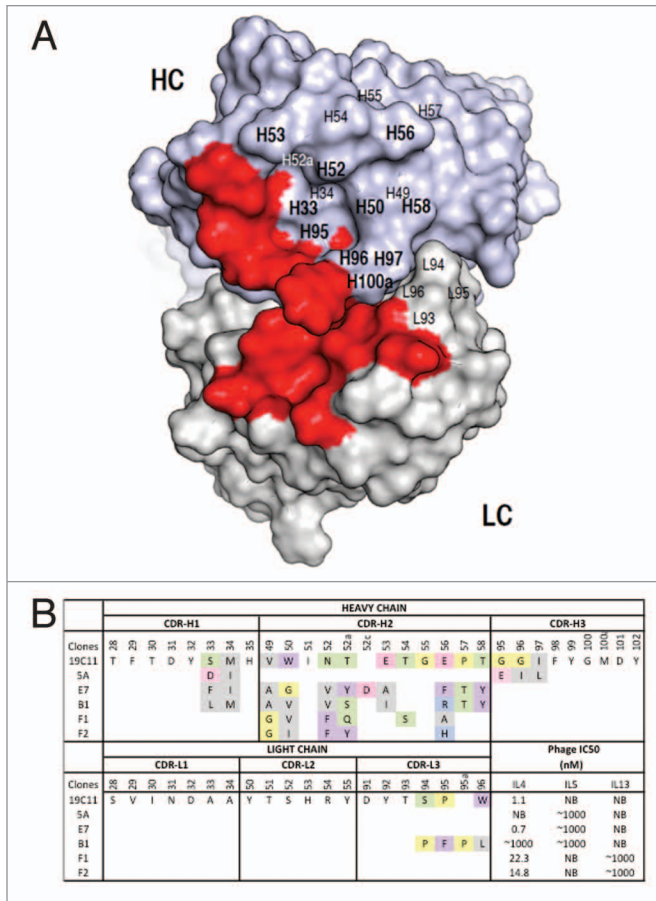 A
HC
H55
H54
H57
H53
H56
H52a
H52
H34
H49
H33
H50
H58
H95
H96
H97
L94
H100a
L96
L95
L93
LC
B
HEAVY CHAIN
CDR-H1 CDR-H2 CDR-H3
Clones 28 29 30 31 32 33 34 35 49 50 51 52 52a 52c 53 54 55 56 57 58 95 96 97 98 99 100 100a 101 102
19C11 T F T D Y S M H V W I N T E T G E P T G G I F Y G M D Y
5A D I E I L
E7 F I A G V Y D A F T Y
B1 L M A V V S I R T Y
F1 G V F Q S A
F2 G I F Y H
LIGHT CHAIN Phage IC50
CDR-L1 CDR-L2 CDR-L3 (nM)
Clones 28 29 30 31 32 33 34 50 51 52 53 54 55 91 92 93 94 95 95a 96 IL4 IL5 IL13
19C11 S V I N D A A Y T S H R Y D Y T S P W 1.1 NB NB
5A NB ~1000 NB
E7 0.7 ~1000 NB
B1 P F P L ~1000 ~1000 NB
F1 22.3 NB ~1000
F2 14.8 NB ~1000